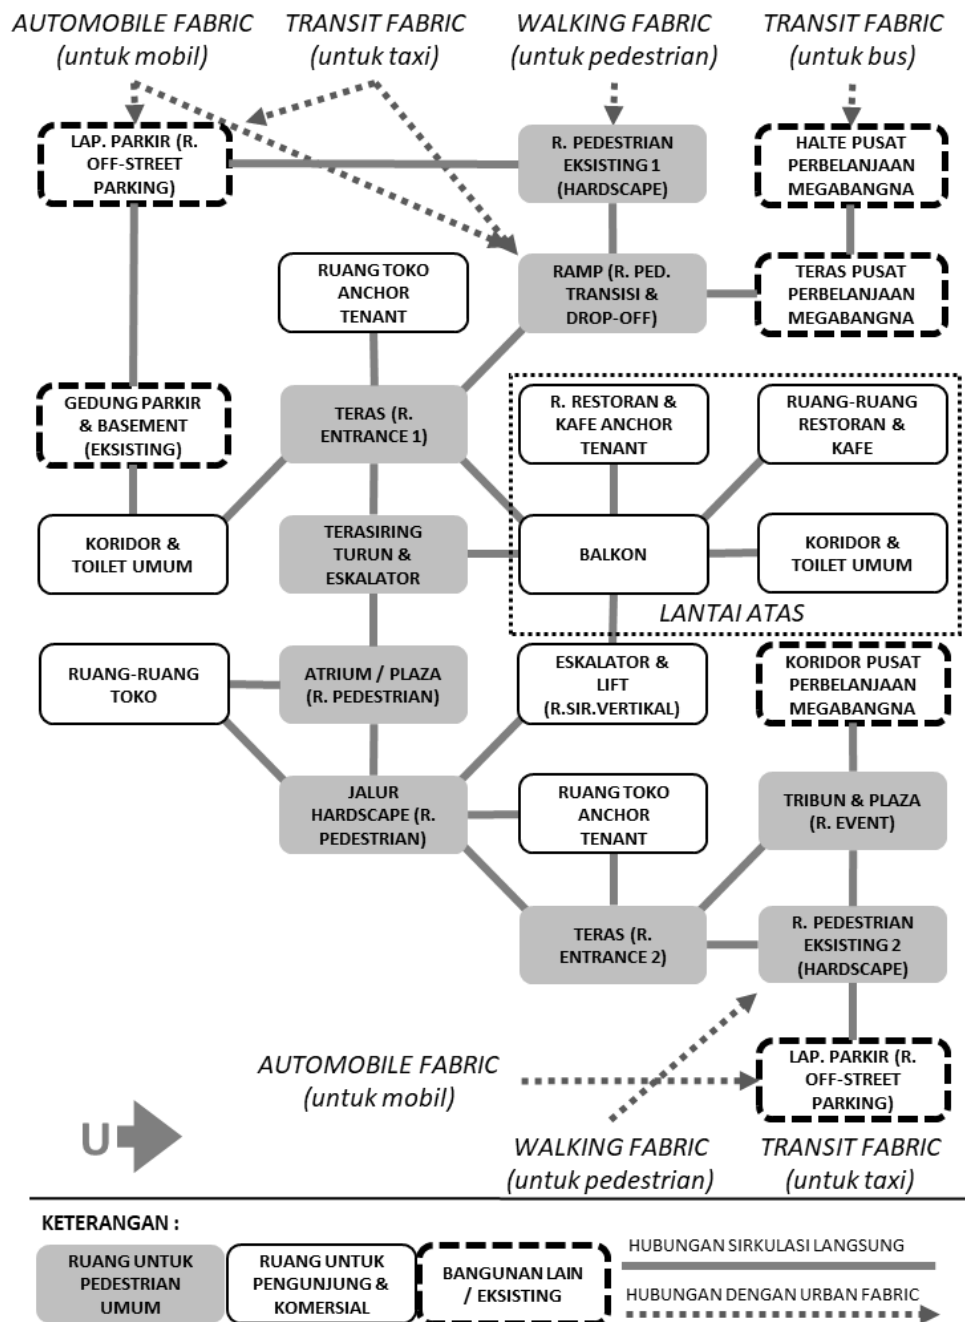 AUTOMOBILE FABRIC
(untuk mobil)
TRANSIT FABRIC
(untuk taxi)
WALKING FABRIC
(untuk pedestrian)
TRANSIT FABRIC
(untuk bus)
LAP. PARKIR (R.
OFF-STREET
PARKING)
R. PEDESTRIAN
EKSISTING 1
(HARDSCAPE)
HALTE PUSAT
PERBELANJAAN
MEGABANGNA
RUANG TOKO
ANCHOR
TENANT
RAMP (R. PED.
TRANSISI &
DROP-OFF)
TERAS PUSAT
PERBELANJAAN
MEGABANGNA
GEDUNG PARKIR
& BASEMENT
(EKSISTING)
TERAS (R.
ENTRANCE 1)
R. RESTORAN &
KAFE ANCHOR
TENANT
RUANG-RUANG
RESTORAN &
KAFE
KORIDOR &
TOILET UMUM
TERASIRING
TURUN &
ESKALATOR
BALKON
KORIDOR &
TOILET UMUM
LANTAI ATAS
RUANG-RUANG
TOKO
ATRIUM / PLAZA
(R. PEDESTRIAN)
ESKALATOR &
LIFT
(R.SIR.VERTIKAL)
KORIDOR PUSAT
PERBELANJAAN
MEGABANGNA
JALUR
HARDSCAPE (R.
PEDESTRIAN)
RUANG TOKO
ANCHOR
TENANT
TRIBUN & PLAZA
(R. EVENT)
TERAS (R.
ENTRANCE 2)
R. PEDESTRIAN
EKSISTING 2
(HARDSCAPE)
AUTOMOBILE FABRIC
(untuk mobil)
LAP. PARKIR (R.
OFF-STREET
PARKING)
U
WALKING FABRIC
(untuk pedestrian)
TRANSIT FABRIC
(untuk taxi)
KETERANGAN :
RUANG UNTUK
PEDESTRIAN
UMUM
RUANG UNTUK
PENGUNJUNG &
KOMERSIAL
BANGUNAN LAIN
/ EKSISTING
HUBUNGAN SIRKULASI LANGSUNG
HUBUNGAN DENGAN URBAN FABRIC